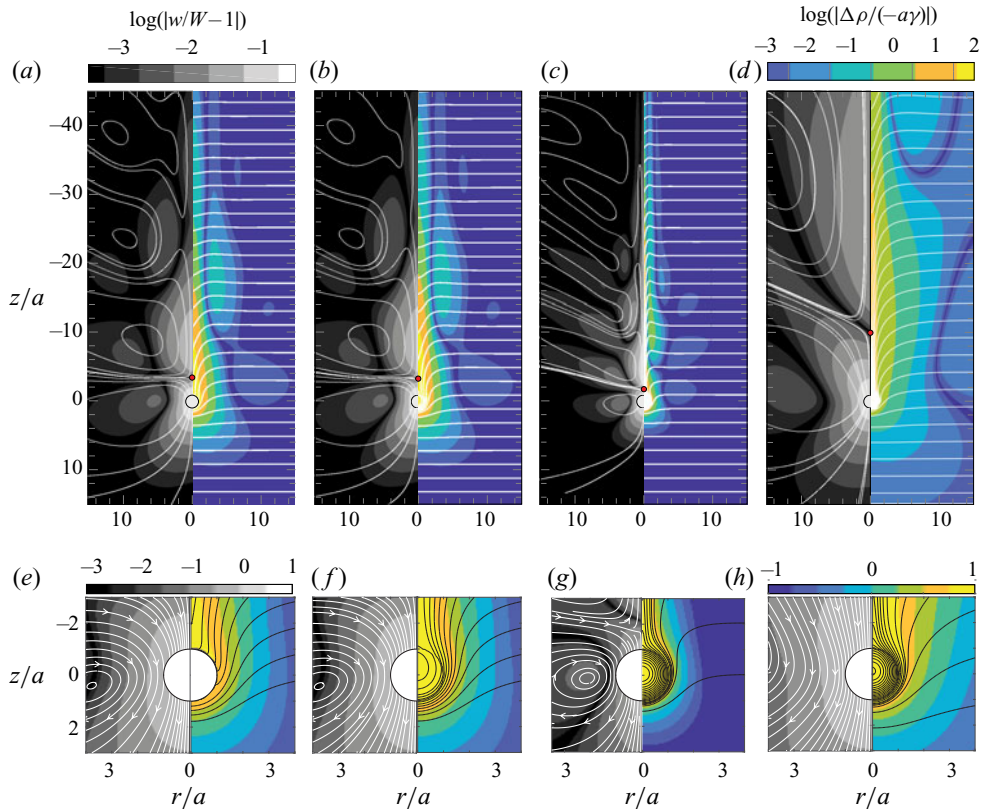 log(|w/W−1|)
log(|Δρ/(−aγ)|)
−3 −2 −1
−3 −2 −1 0 1 2
(a) (b) (c) (d)
−40
−30
−20
z/a
−10
0
10
10 0 10
10 0 10
10 0 10
10 0 10
(e) −3 −2 −1 0 1
(f) (g) (h) −1 0 1
−2
z/a 0
2
3 0 3
3 0 3
3 0 3
3 0 3
r/a r/a r/a r/a